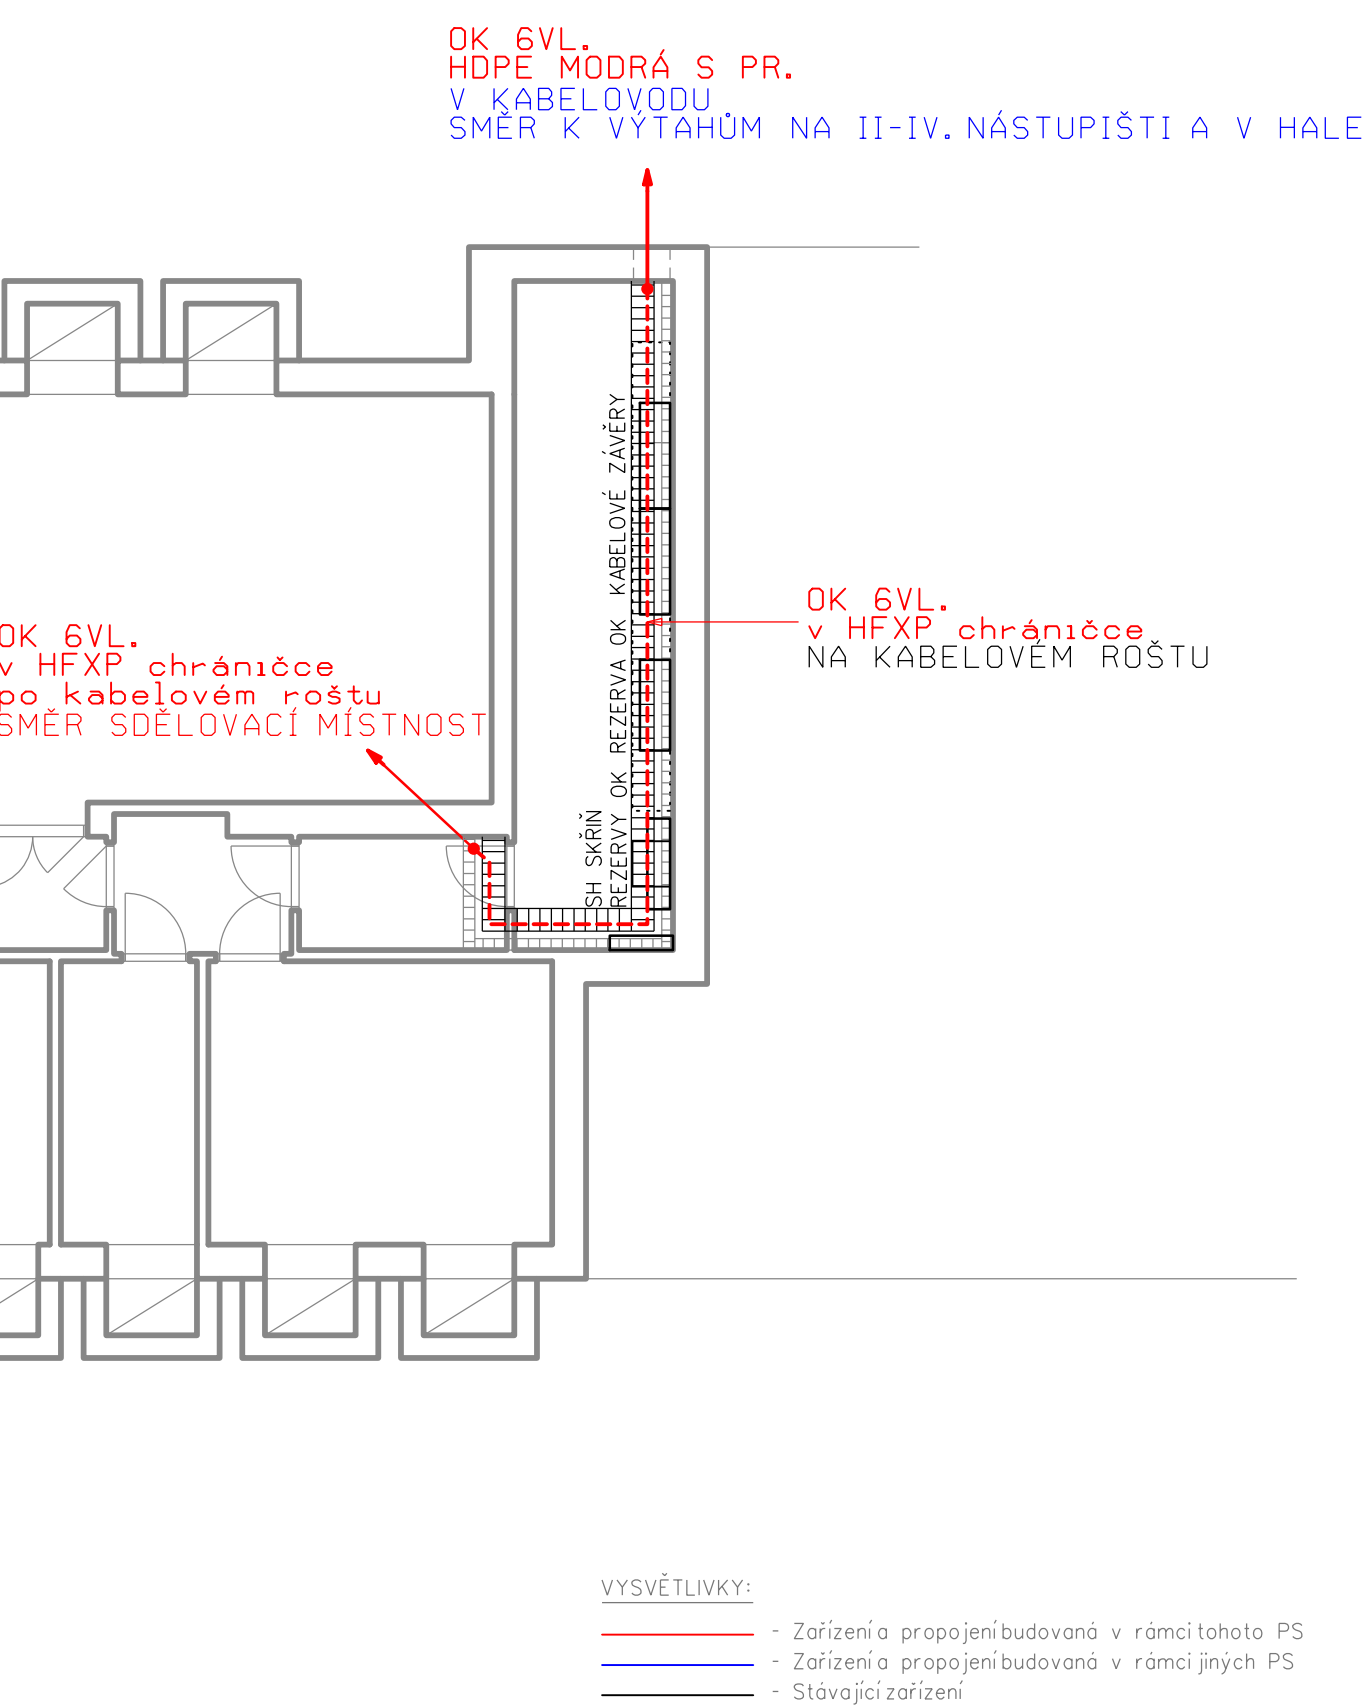 OK 6VL.
HDPE MODRÁ S PR.
V KABELOVODU
SMĚR K VÝTAHŮM NA II-IV. NÁSTUPIŠTI A V HALE
OK 6VL.
v HFXP chráničce
NA KABELOVÉM ROŠTU
OK 6VL.
v HFXP chráničce
po kabelovém roštu
SMĚR SDĚLOVACÍ MÍSTNOST
SH SKŘÍŇ
REZERVY OK REZERVA OK KABELOVÉ ZÁVĚRY
VYSVĚTLIVKY:
- Zařízení a propojení budovaná v rámci tohoto PS
- Zařízení a propojení budovaná v rámci jiných PS
- Stávající zařízení